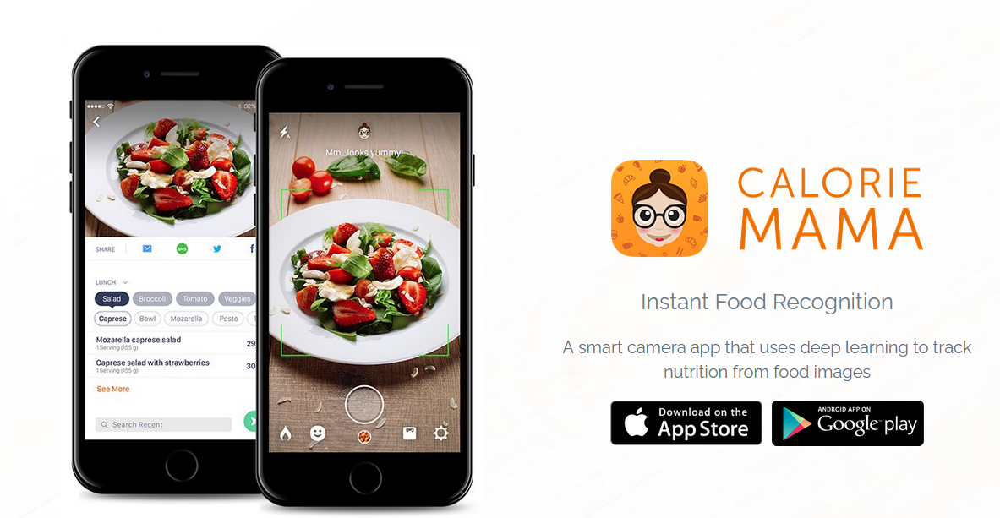 82%
SHARE
SMS
LUNCH
Salad Broccoli Tomato Veggies
Caprese Bowl Mozarella Pesto
Mozarella caprese salad
1 Serving (155 g)
29
Caprese salad with strawberries
1 Serving (155 g)
30
See More
Search Recent
A
Mm...looks yummy!
CALORIE
MAMA
Instant Food Recognition
A smart camera app that uses deep learning to track
nutrition from food images
Download on the
App Store
ANDROID APP ON
Google play